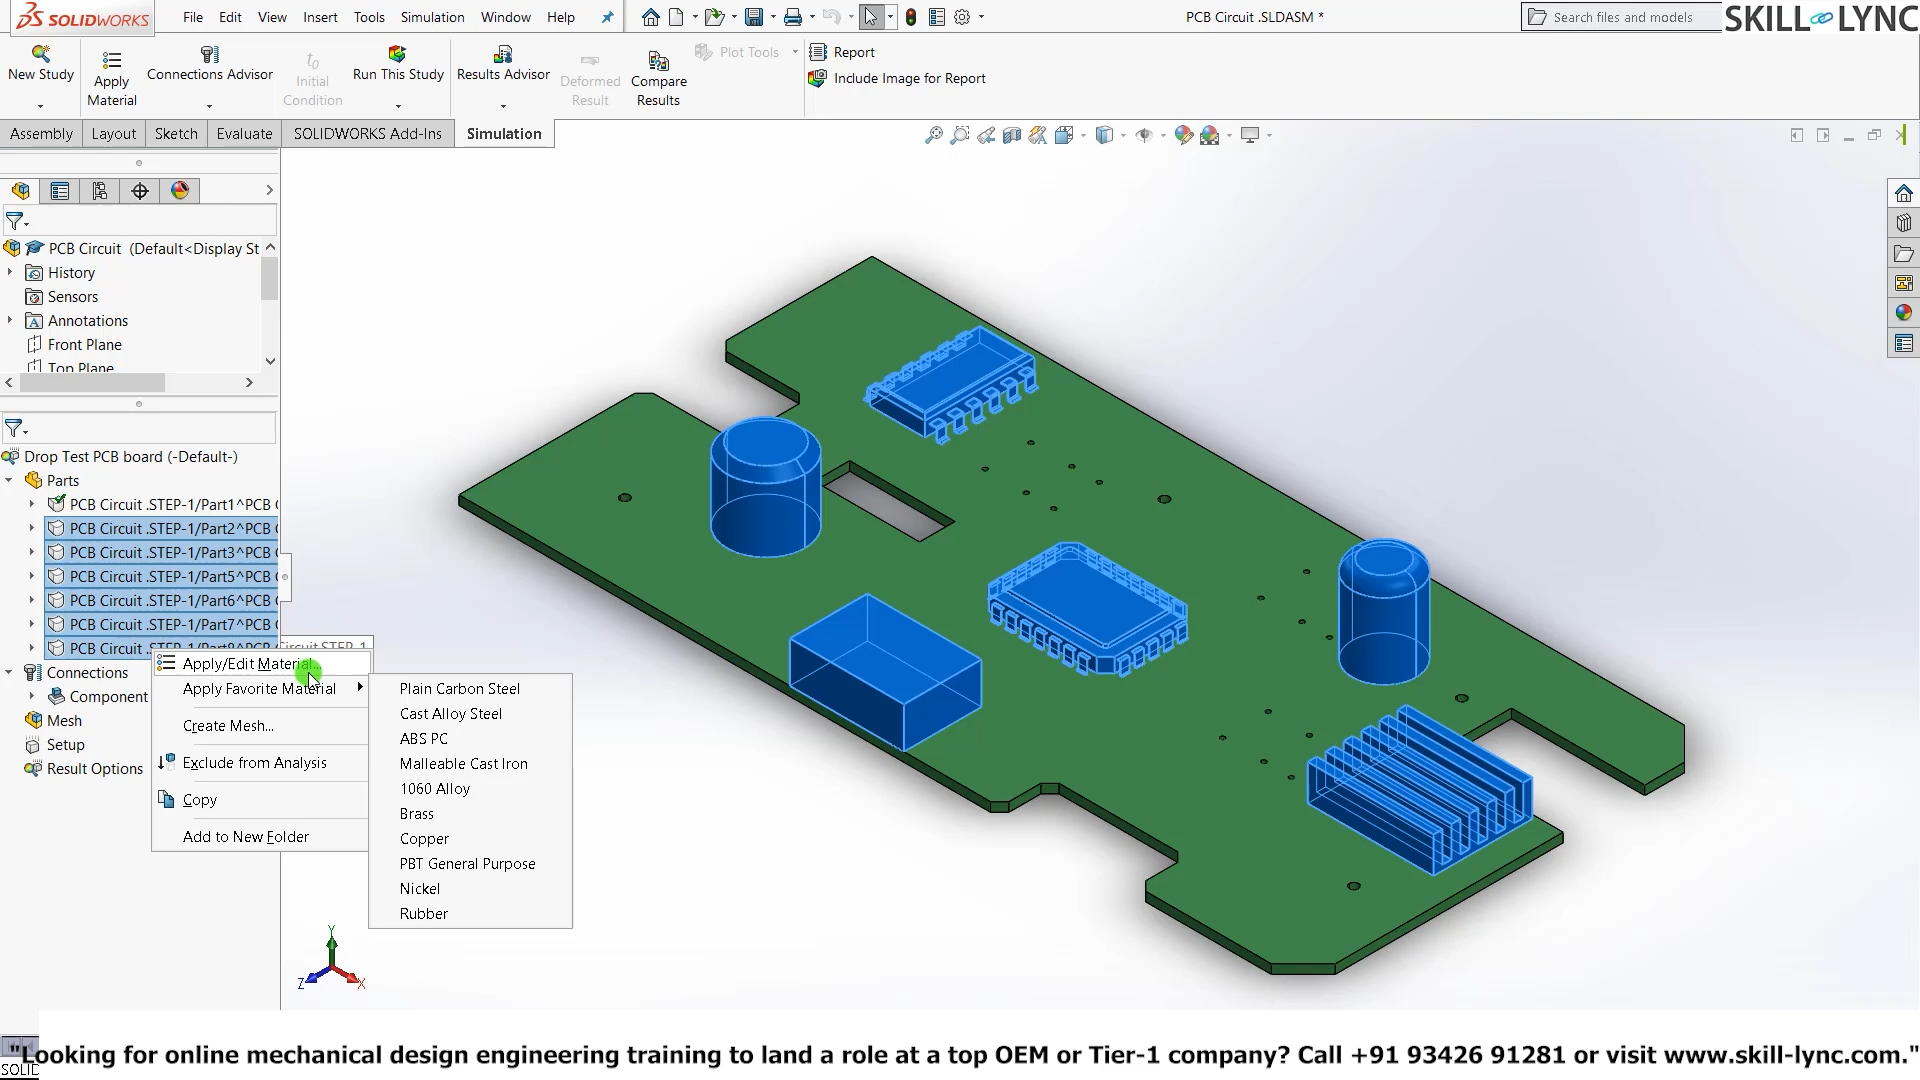 SOLIDWORKS
File Edit View Insert Tools Simulation Window Help
PCB Circuit .SLDASM *
Search files and models
SKILL LYNC
New Study
Apply Material
Connections Advisor
Initial Condition
Run This Study
Results Advisor
Deformed Result
Compare Results
Plot Tools
Report
Include Image for Report
Assembly Layout Sketch Evaluate SOLIDWORKS Add-Ins Simulation
PCB Circuit (Default<Display St
History
Sensors
Annotations
Front Plane
Top Plane
Drop Test PCB board (-Default-)
Parts
PCB Circuit .STEP-1/Part1^PCB
PCB Circuit .STEP-1/Part2^PCB
PCB Circuit .STEP-1/Part3^PCB
PCB Circuit .STEP-1/Part5^PCB
PCB Circuit .STEP-1/Part6^PCB
PCB Circuit .STEP-1/Part7^PCB
PCB Circuit .STEP-1/Part8^PCB
Connections
Component
Mesh
Setup
Result Options
Apply/Edit Material...
Apply Favorite Material
Create Mesh...
Exclude from Analysis
Copy
Add to New Folder
Plain Carbon Steel
Cast Alloy Steel
ABS PC
Malleable Cast Iron
1060 Alloy
Brass
Copper
PBT General Purpose
Nickel
Rubber
Y
Z
X
Looking for online mechanical design engineering training to land a role at a top OEM or Tier-1 company? Call +91 93426 91281 or visit www.skill-lync.com."
SOLID